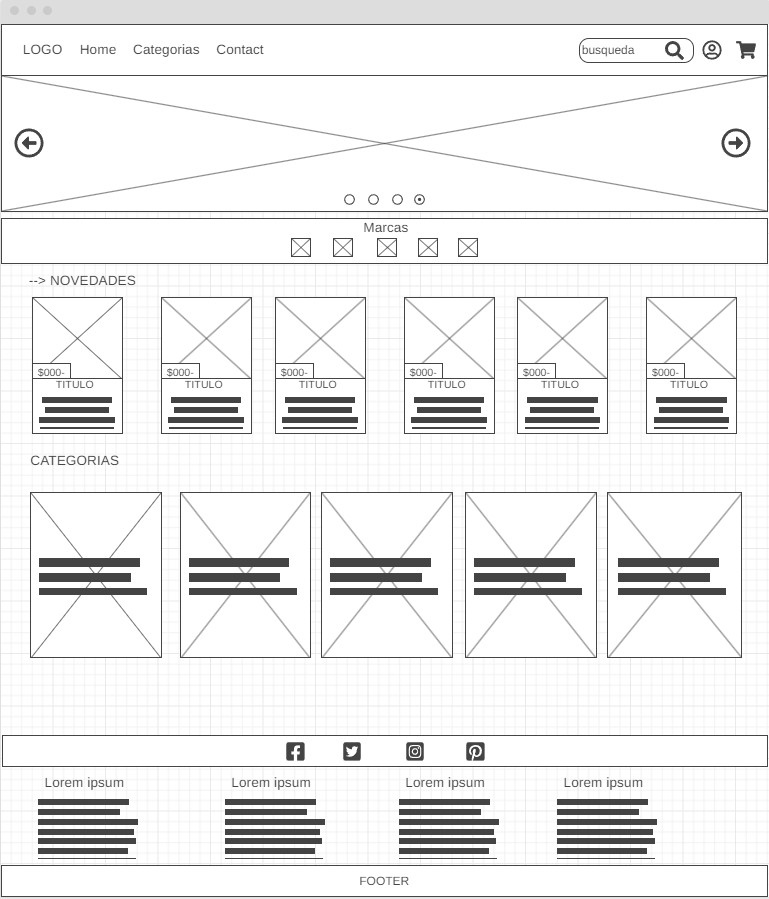 LOGO Home Categorias Contact busqueda
Marcas
--> NOVEDADES
$000- $000- $000- $000- $000- $000-
TITULO TITULO TITULO TITULO TITULO TITULO
CATEGORIAS
Lorem ipsum Lorem ipsum Lorem ipsum Lorem ipsum
FOOTER